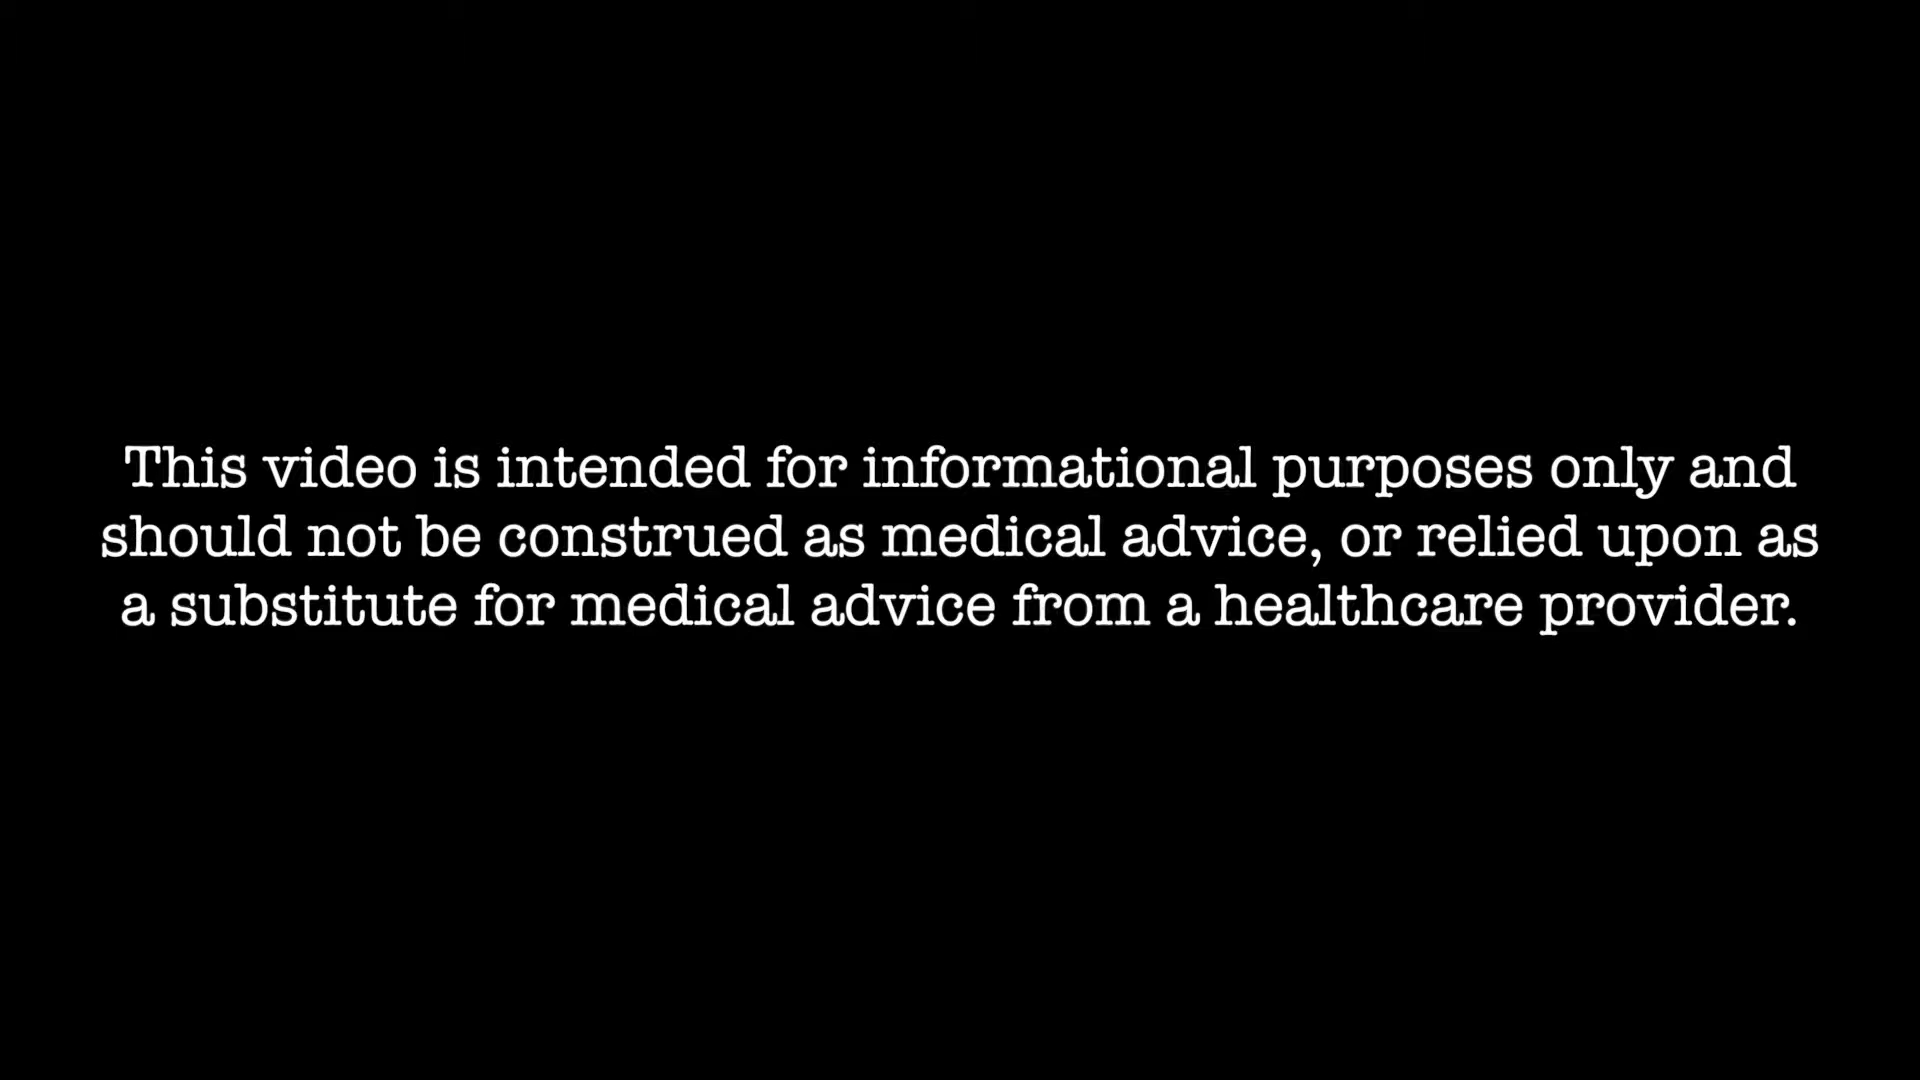 This video is intended for informational purposes only and
should not be construed as medical advice, or relied upon as
a substitute for medical advice from a healthcare provider.